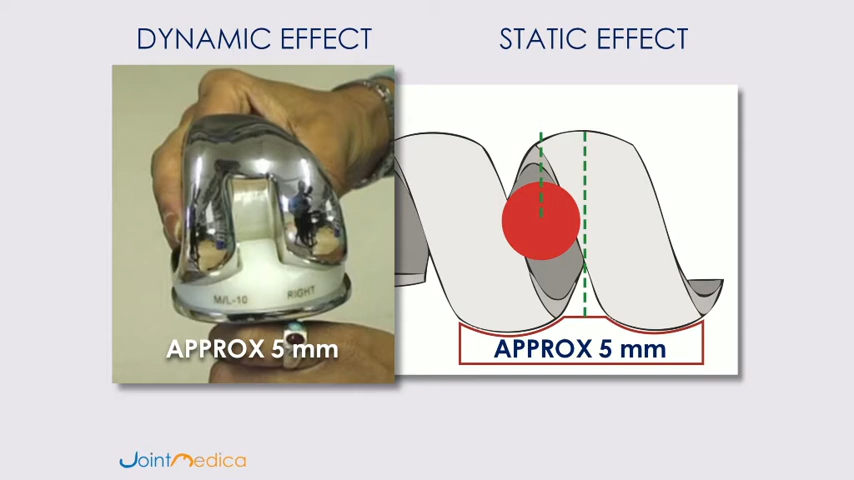 DYNAMIC EFFECT
STATIC EFFECT
M/L-10
RIGHT
APPROX 5 mm
APPROX 5 mm
JointMedica